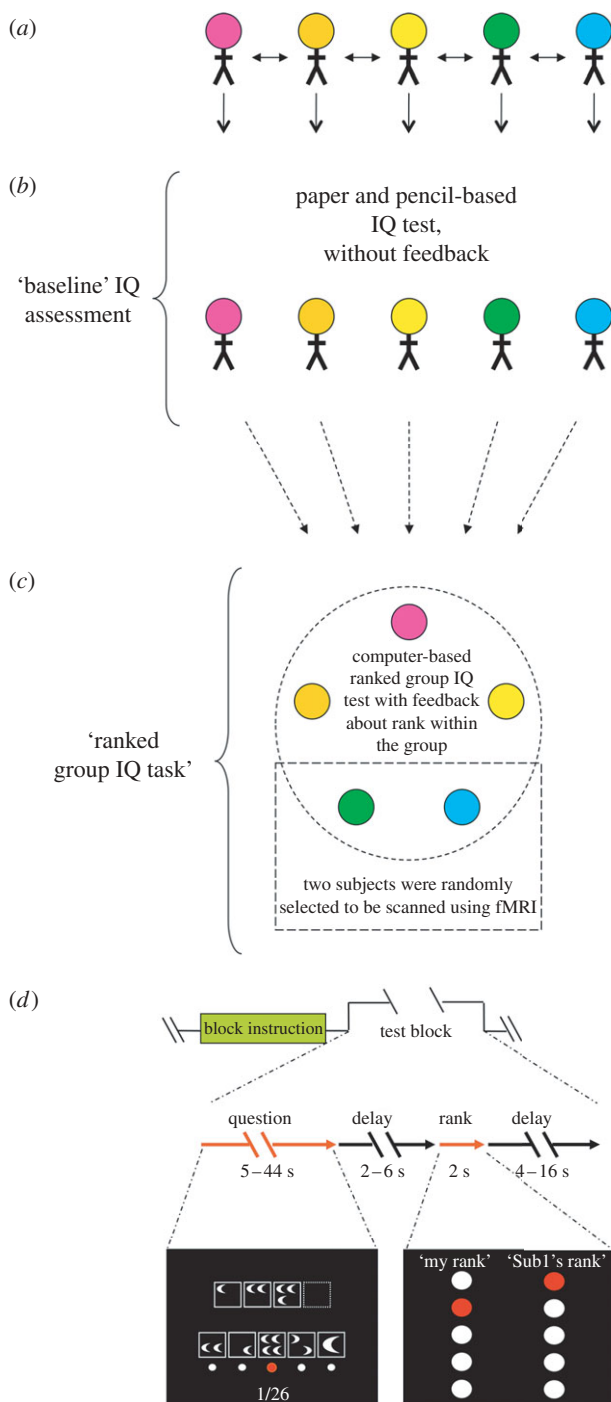 (a)
(b)
paper and pencil-based
IQ test,
without feedback
‘baseline’ IQ
assessment
(c)
computer-based
ranked group IQ
test with feedback
about rank within
the group
‘ranked
group IQ task’
two subjects were randomly
selected to be scanned using fMRI
(d)
block instruction
test block
question delay rank delay
5–44 s 2–6 s 2 s 4–16 s
‘my rank’ ‘Sub1’s rank’
1/26